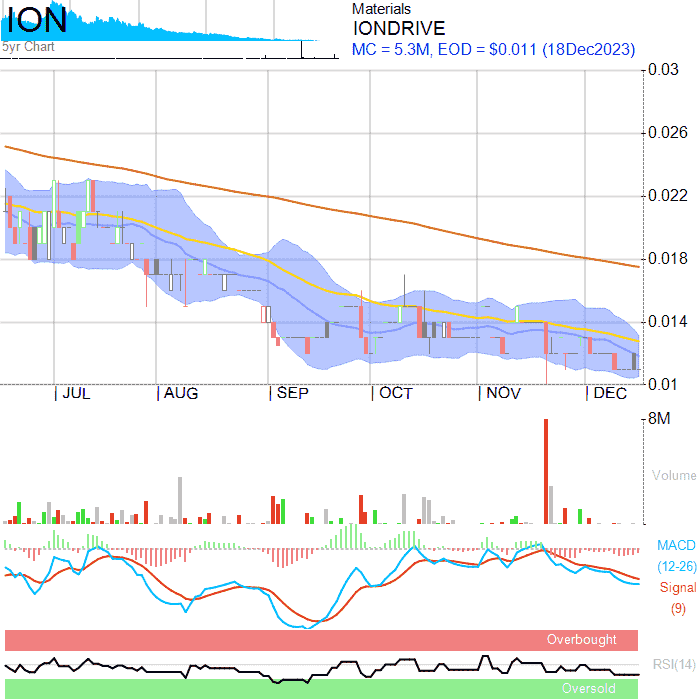 ION
5yr Chart
Materials
IONDRIVE
MC = 5.3M, EOD = $0.011 (18Dec2023)
0.03
0.026
0.022
0.018
0.014
0.01
JUL AUG SEP OCT NOV DEC
8M
Volume
MACD
(12-26)
Signal
(9)
Overbought
RSI(14)
Oversold